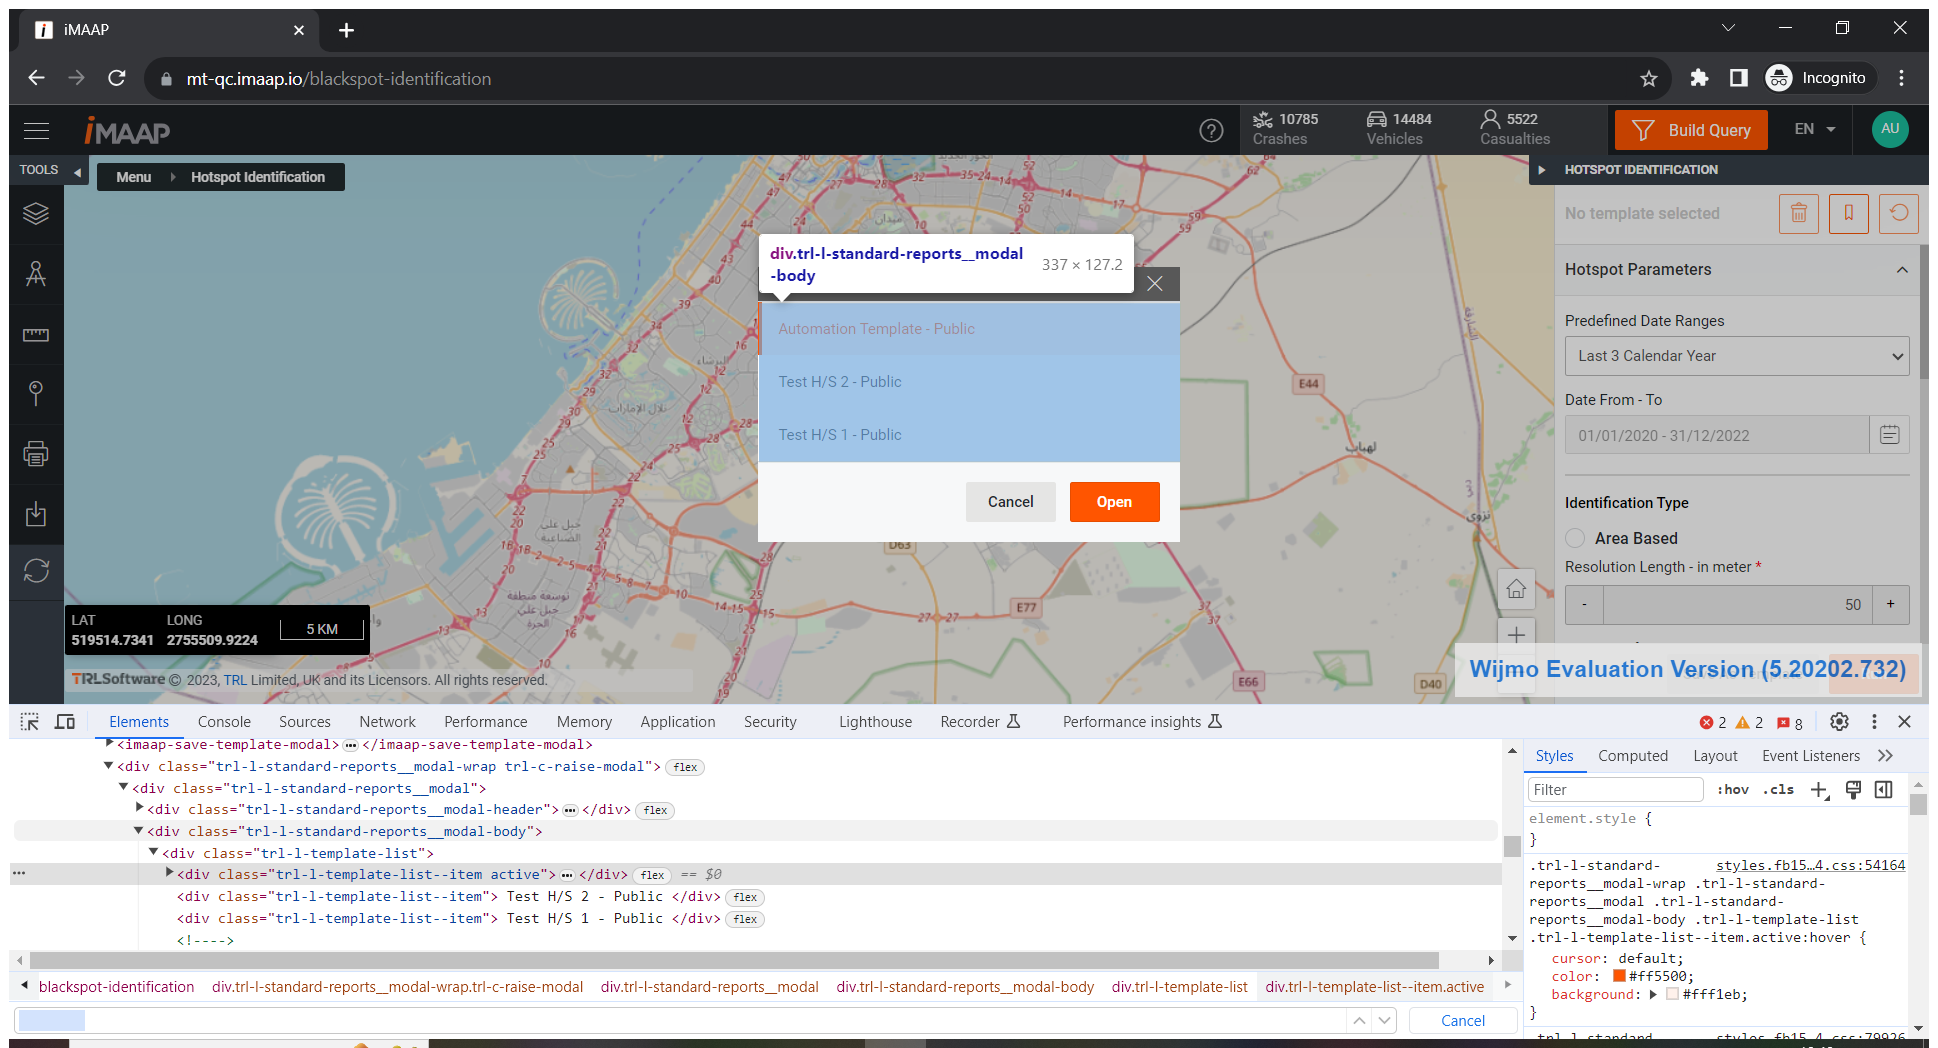 iMAAP
mt-qc.imaap.io/blackspot-identification
Incognito
iMAAP
10785
Crashes
14484
Vehicles
5522
Casualties
Build Query
EN
AU
TOOLS
Menu
Hotspot Identification
HOTSPOT IDENTIFICATION
No template selected
Hotspot Parameters
Predefined Date Ranges
Last 3 Calendar Year
Date From - To
01/01/2020 - 31/12/2022
Identification Type
Area Based
Resolution Length - in meter *
-
50
+
div.trl-l-standard-reports__modal
-body
337 × 127.2
Automation Template - Public
Test H/S 2 - Public
Test H/S 1 - Public
Cancel
Open
E44
D63
E77
E66
D40
LAT
519514.7341
LONG
2755509.9224
5 KM
TRLSoftware © 2023, TRL Limited, UK and its Licensors. All rights reserved.
Wijmo Evaluation Version (5.20202.732)
Elements
Console
Sources
Network
Performance
Memory
Application
Security
Lighthouse
Recorder
Performance insights
2
2
8
<imaap-save-template-modal> </imaap-save-template-modal>
<div class="trl-l-standard-reports__modal-wrap trl-c-raise-modal"> flex
<div class="trl-l-standard-reports__modal">
<div class="trl-l-standard-reports__modal-header"> </div> flex
<div class="trl-l-standard-reports__modal-body">
<div class="trl-l-template-list">
<div class="trl-l-template-list--item active"> </div> flex == $0
<div class="trl-l-template-list--item"> Test H/S 2 - Public </div> flex
<div class="trl-l-template-list--item"> Test H/S 1 - Public </div> flex
<!---->
blackspot-identification
div.trl-l-standard-reports__modal-wrap.trl-c-raise-modal
div.trl-l-standard-reports__modal
div.trl-l-standard-reports__modal-body
div.trl-l-template-list
div.trl-l-template-list--item.active
Cancel
Styles
Computed
Layout
Event Listeners
Filter
:hov
.cls
element.style {
}
.trl-l-standard- styles.fb15…4.css:54164
reports__modal-wrap .trl-l-standard-
reports__modal .trl-l-standard-
reports__modal-body .trl-l-template-list
.trl-l-template-list--item.active:hover {
cursor: default;
color: #ff5500;
background: #fff1eb;
}
.trl-l-standard- styles.fb15…4.css:79926